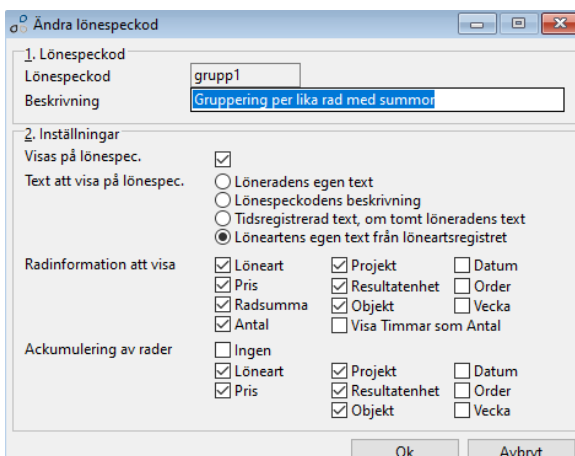 Ändra lönespeckod
1. Lönespeckod
Lönespeckod grupp1
Beskrivning Gruppering per lika rad med summor
2. Inställningar
Visas på lönespec.
Text att visa på lönespec. Löneradens egen text
Lönespeckodens beskrivning
Tidsregistrerad text, om tomt löneradens text
Löneartens egen text från löneartsregistret
Radinformation att visa Löneart Projekt Datum
Pris Resultatenhet Order
Radsumma Objekt Vecka
Antal Visa Timmar som Antal
Ackumulering av rader Ingen
Löneart Projekt Datum
Pris Resultatenhet Order
Objekt Vecka
Ok Avbryt